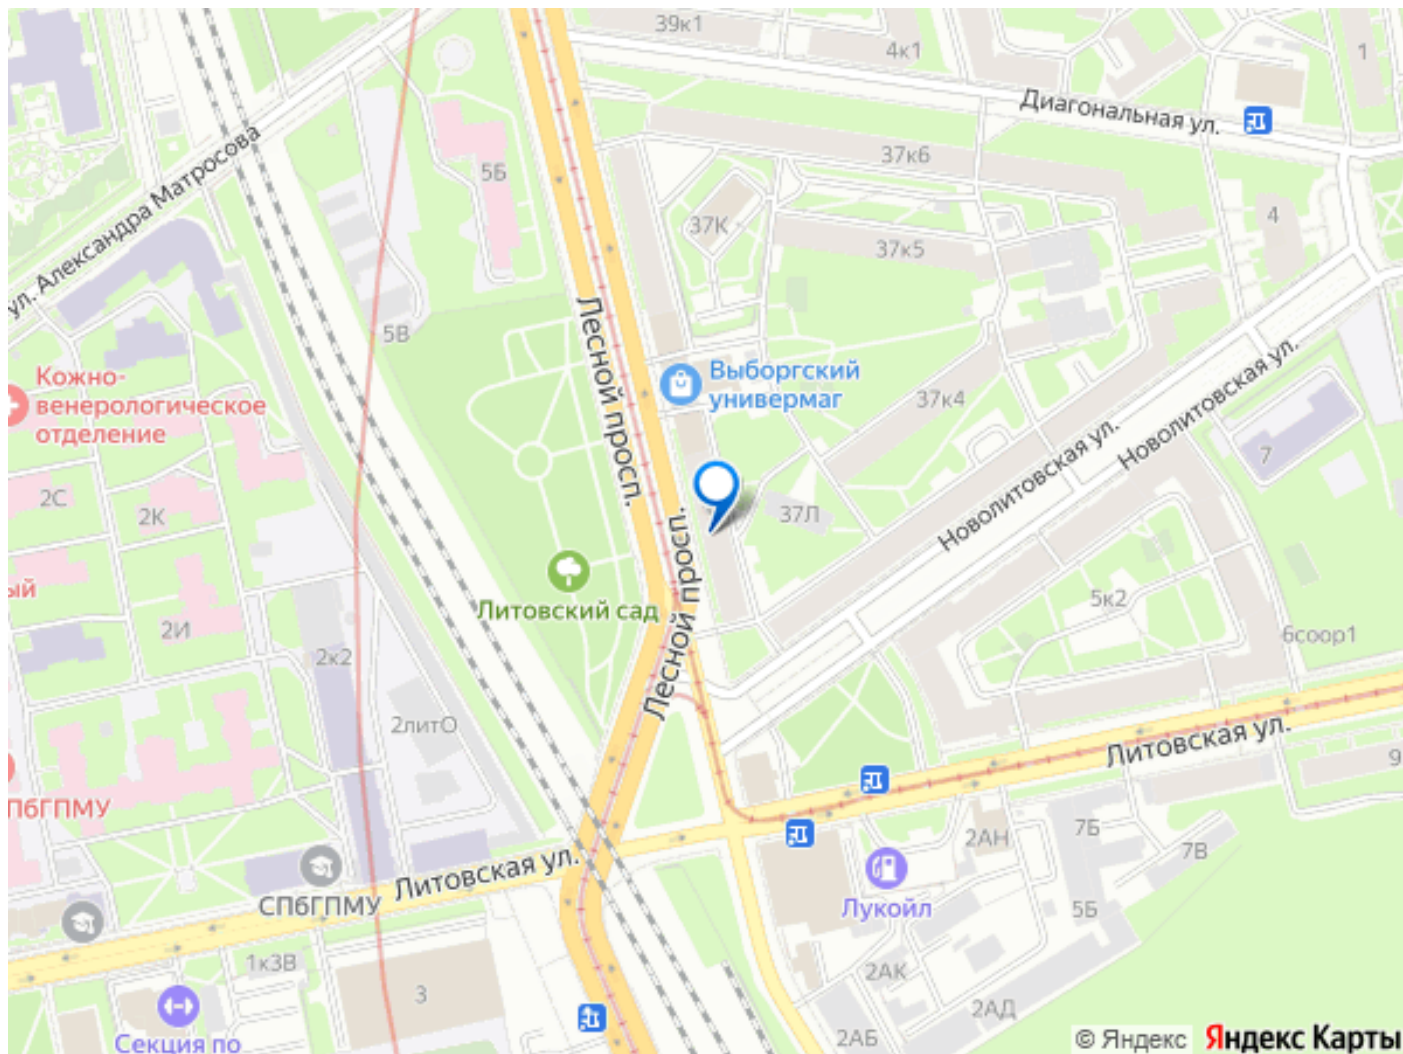 39к1
4к1
1
Диагональная ул.
37к6
5Б
ул. Александра Матросова
37К
4
37к5
5В
Лесной просп.
Выборгский
универмаг
Кожно-
венерологическое
отделение
37к4
Новолитовская ул.
Новолитовская ул.
7
2С
2К
37Л
Лесной просп.
Литовский сад
ый
2И
5к2
6соор1
2к2
Лесной просп.
2литО
Литовская ул.
9
ПбГПМУ
2АН
7Б
7В
Литовская ул.
СПбГПМУ
Лукойл
5Б
1к3В
3
2АК
2АД
2АБ
Секция по
© Яндекс Яндекс Карты